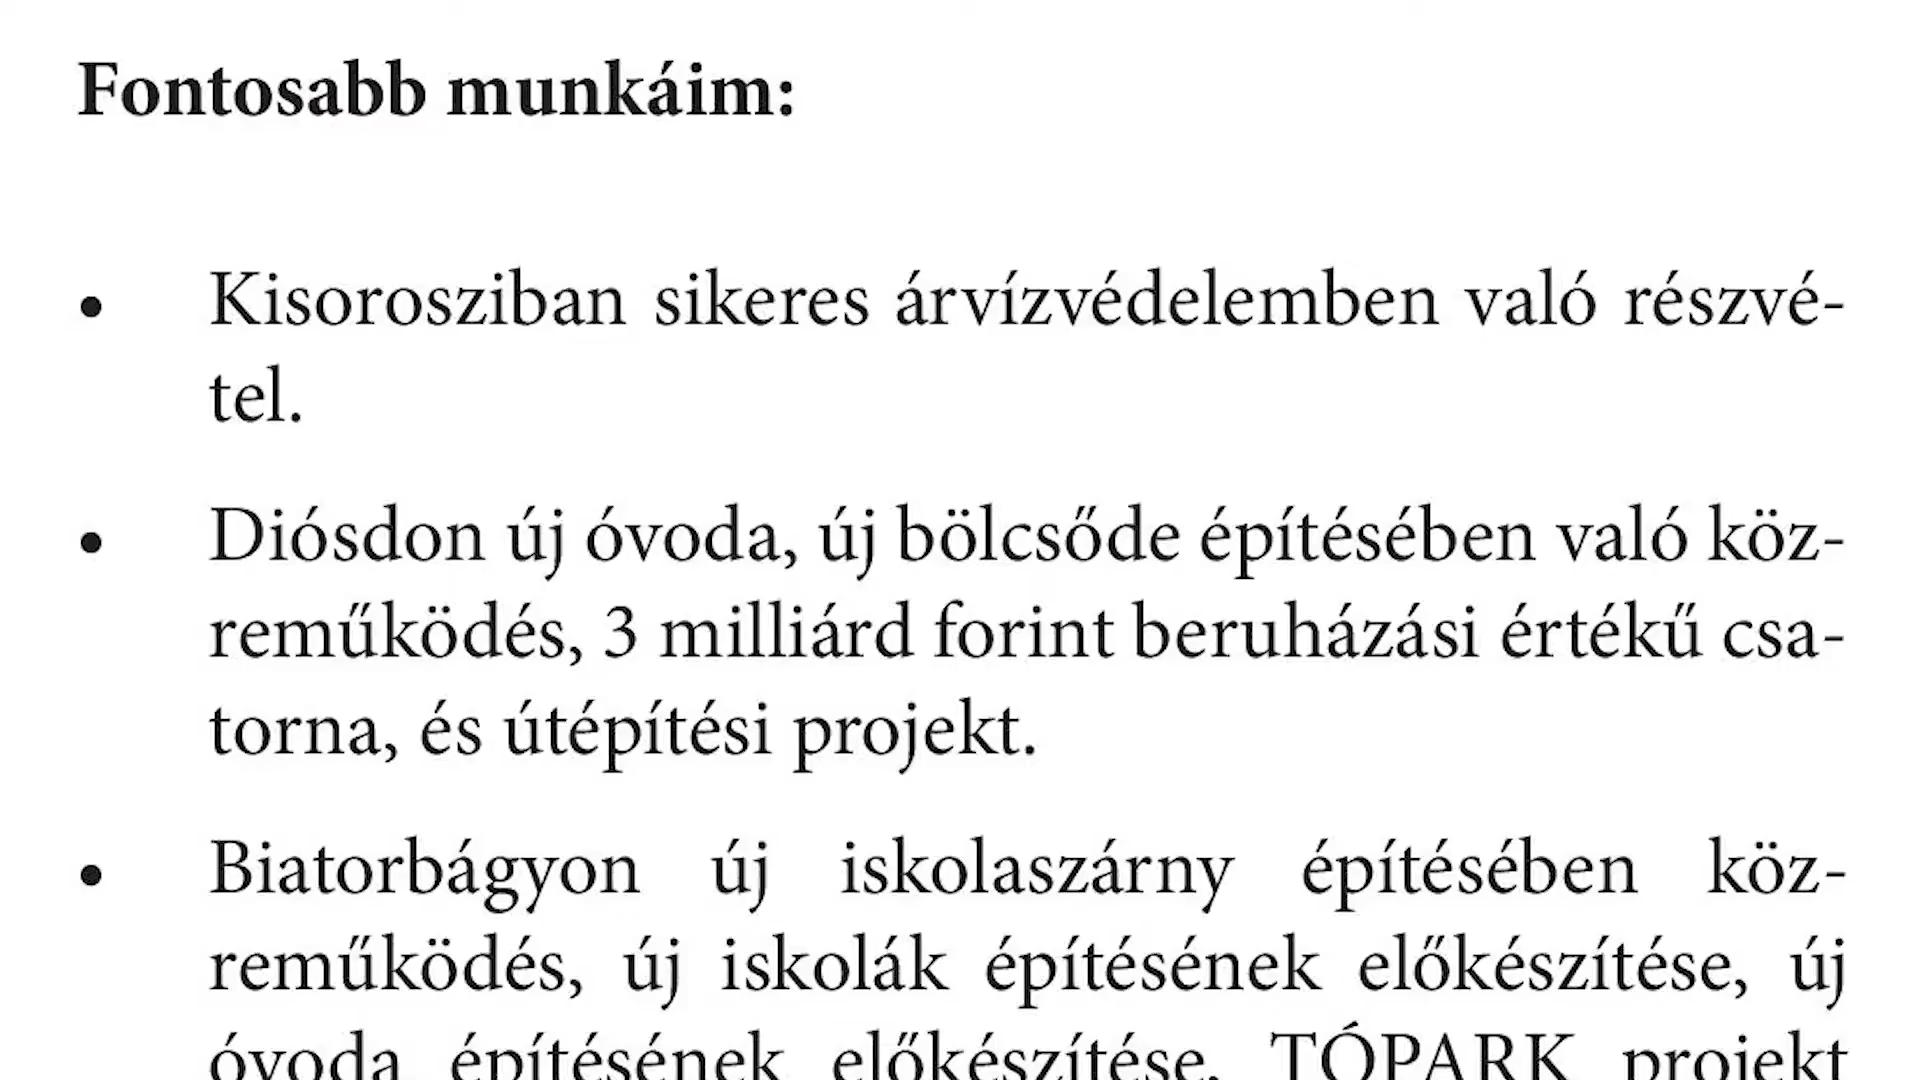 Fontosabb munkáim:
• Kisorosziban sikeres árvízvédelemben való részvé-
tel.
• Diósdon új óvoda, új bölcsőde építésében való köz-
reműködés, 3 milliárd forint beruházási értékű csa-
torna, és útépítési projekt.
• Biatorbágyon új iskolaszárny építésében köz-
reműködés, új iskolák építésének előkészítése, új
óvoda építésének előkészítése, TÓPARK projekt